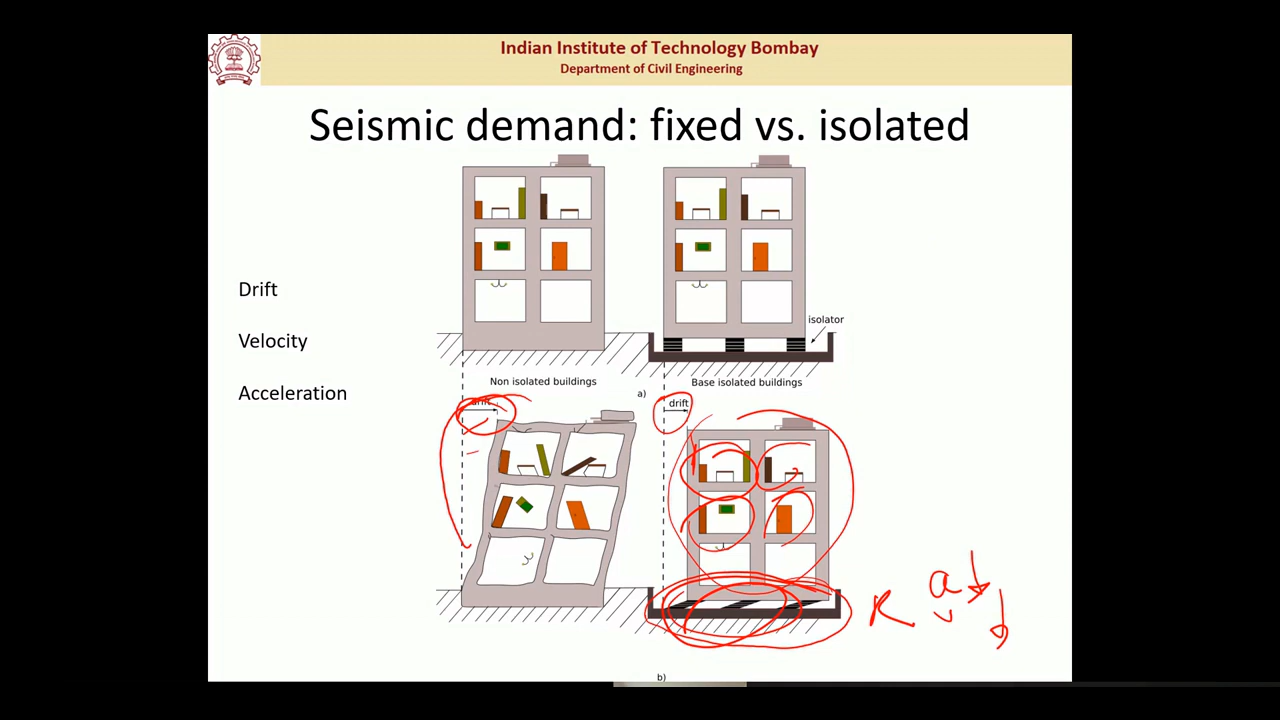 Indian Institute of Technology Bombay
Department of Civil Engineering
Seismic demand: fixed vs. isolated
Drift
Velocity
Acceleration
isolator
Non isolated buildings
Base isolated buildings
a)
drift
drift
b)